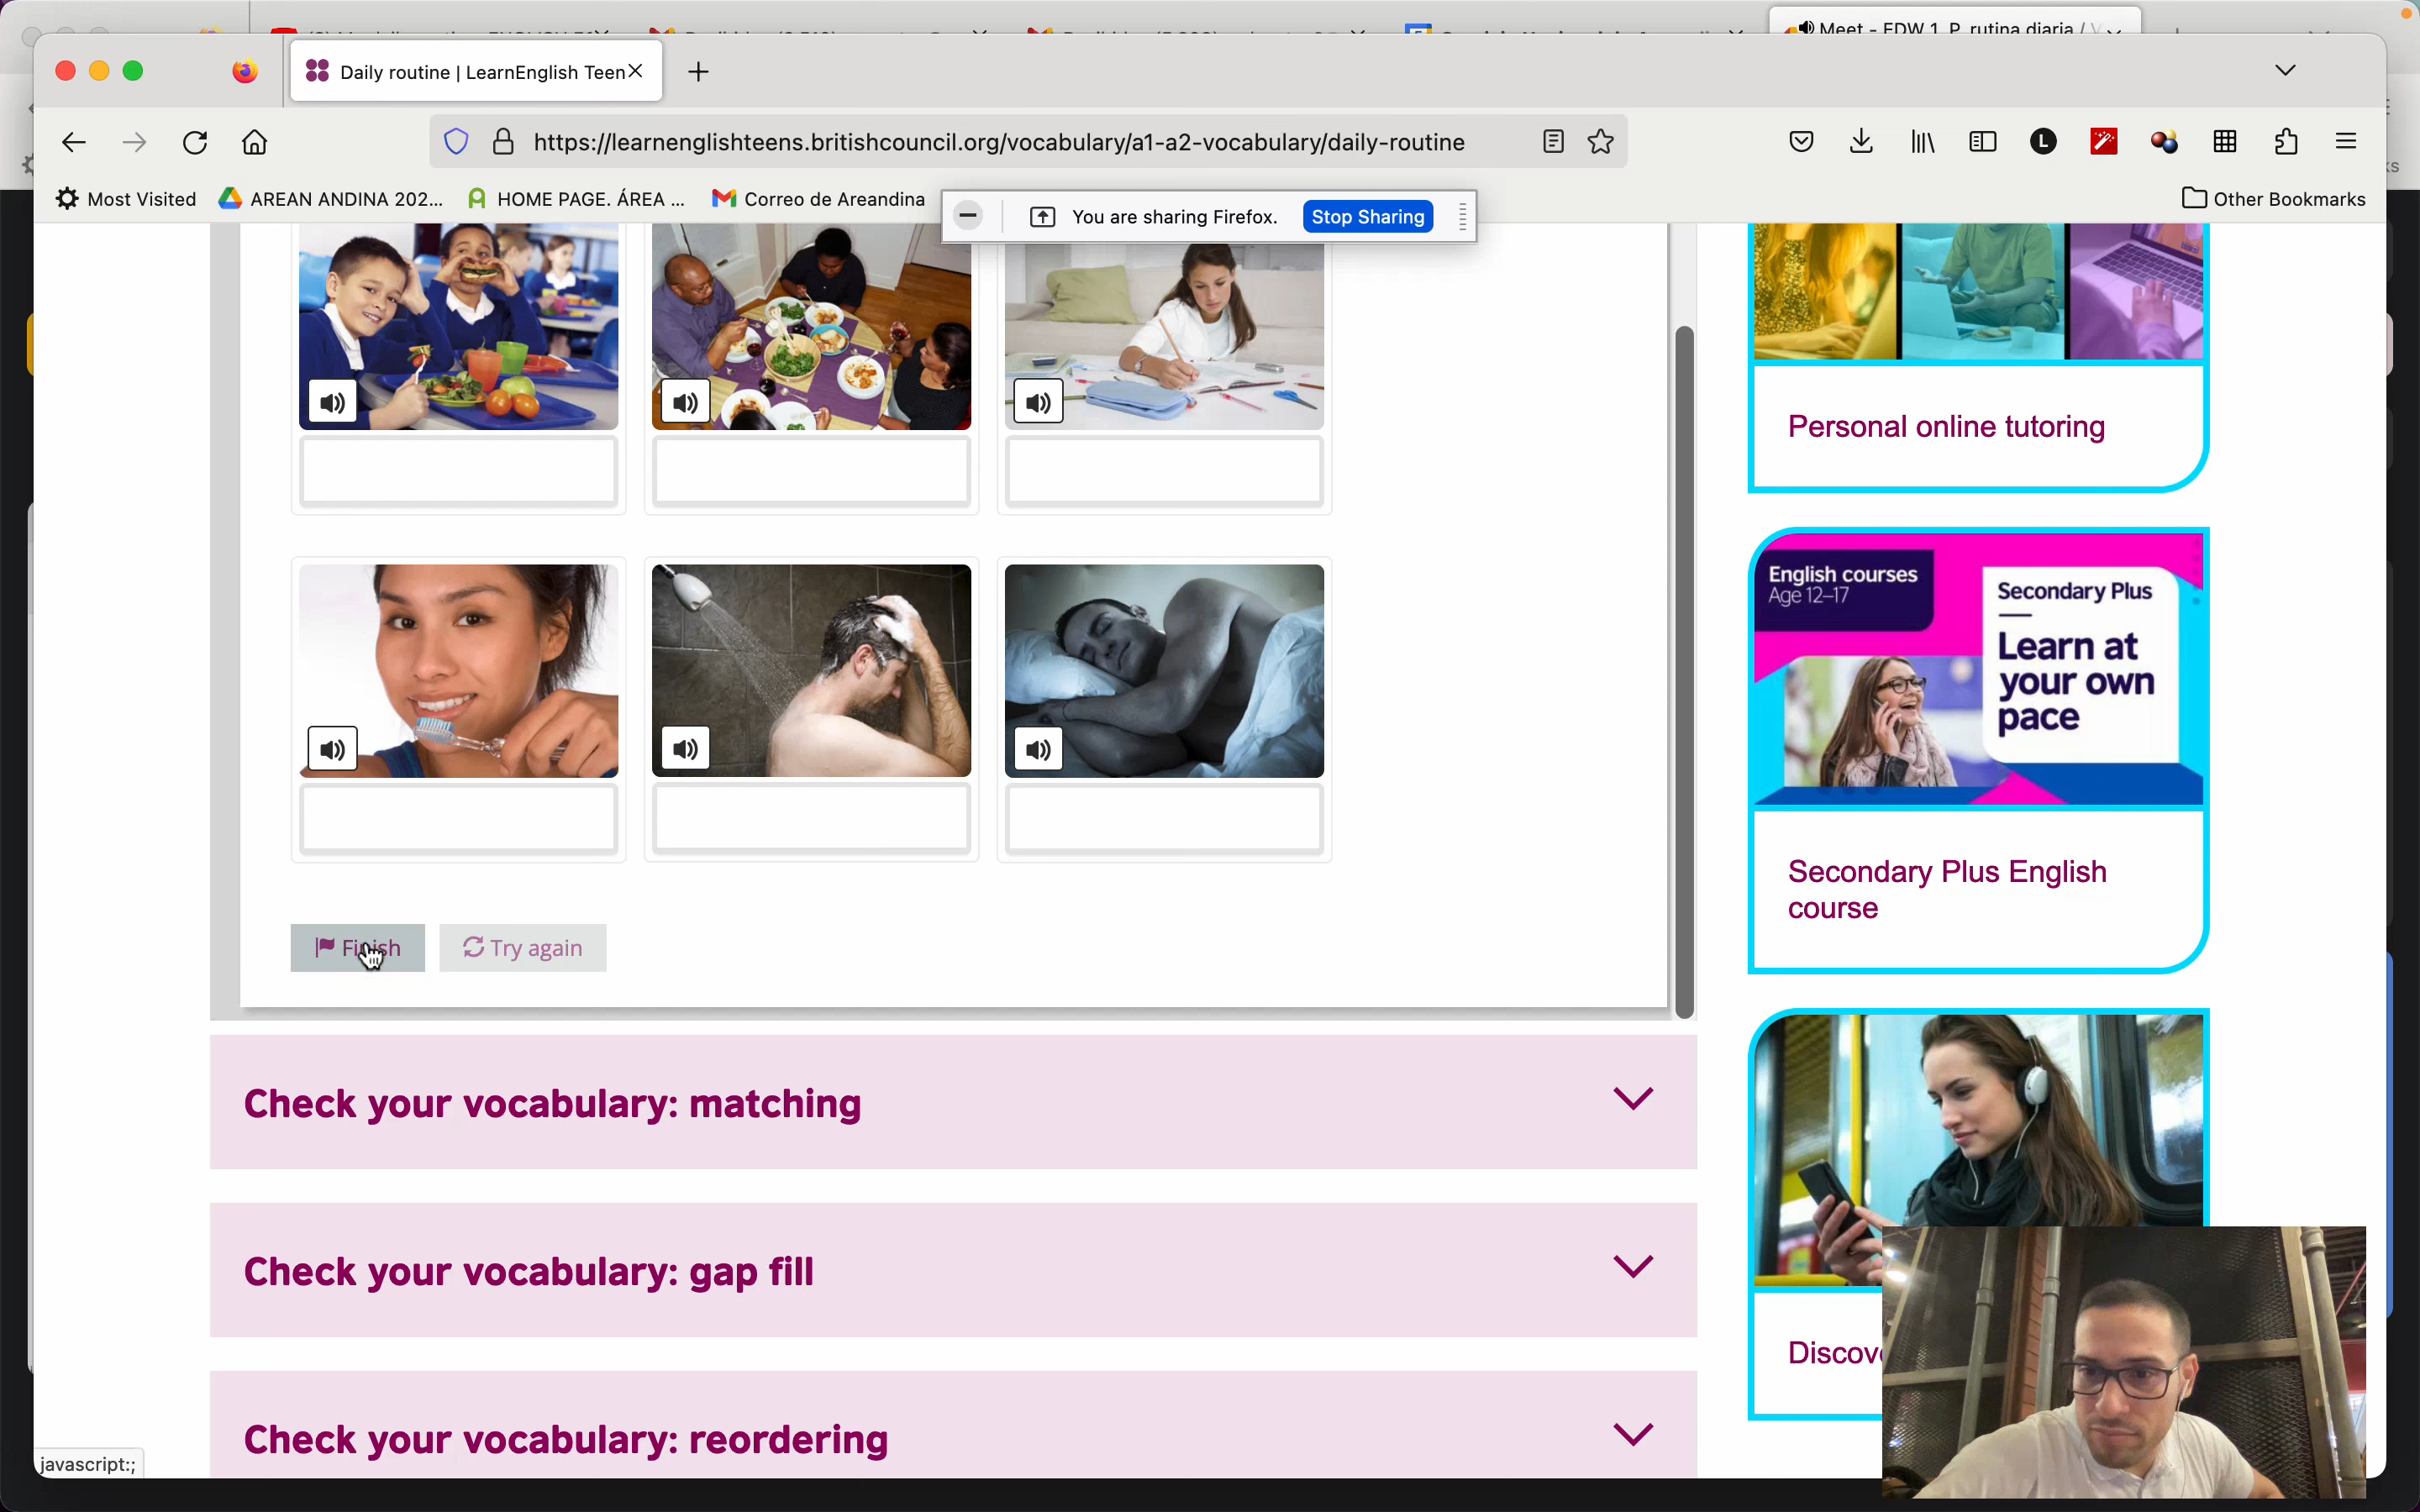 Meet - EDW 1, P. rutina diaria /
Daily routine | LearnEnglish Teen
https://learnenglishteens.britishcouncil.org/vocabulary/a1-a2-vocabulary/daily-routine
L
Most Visited
AREAN ANDINA 202...
HOME PAGE. ÁREA ...
Correo de Areandina
Other Bookmarks
You are sharing Firefox.
Stop Sharing
Personal online tutoring
English courses
Age 12–17
Secondary Plus
Learn at
your own
pace
Secondary Plus English
course
Finish
Try again
Check your vocabulary: matching
Check your vocabulary: gap fill
Check your vocabulary: reordering
javascript:;